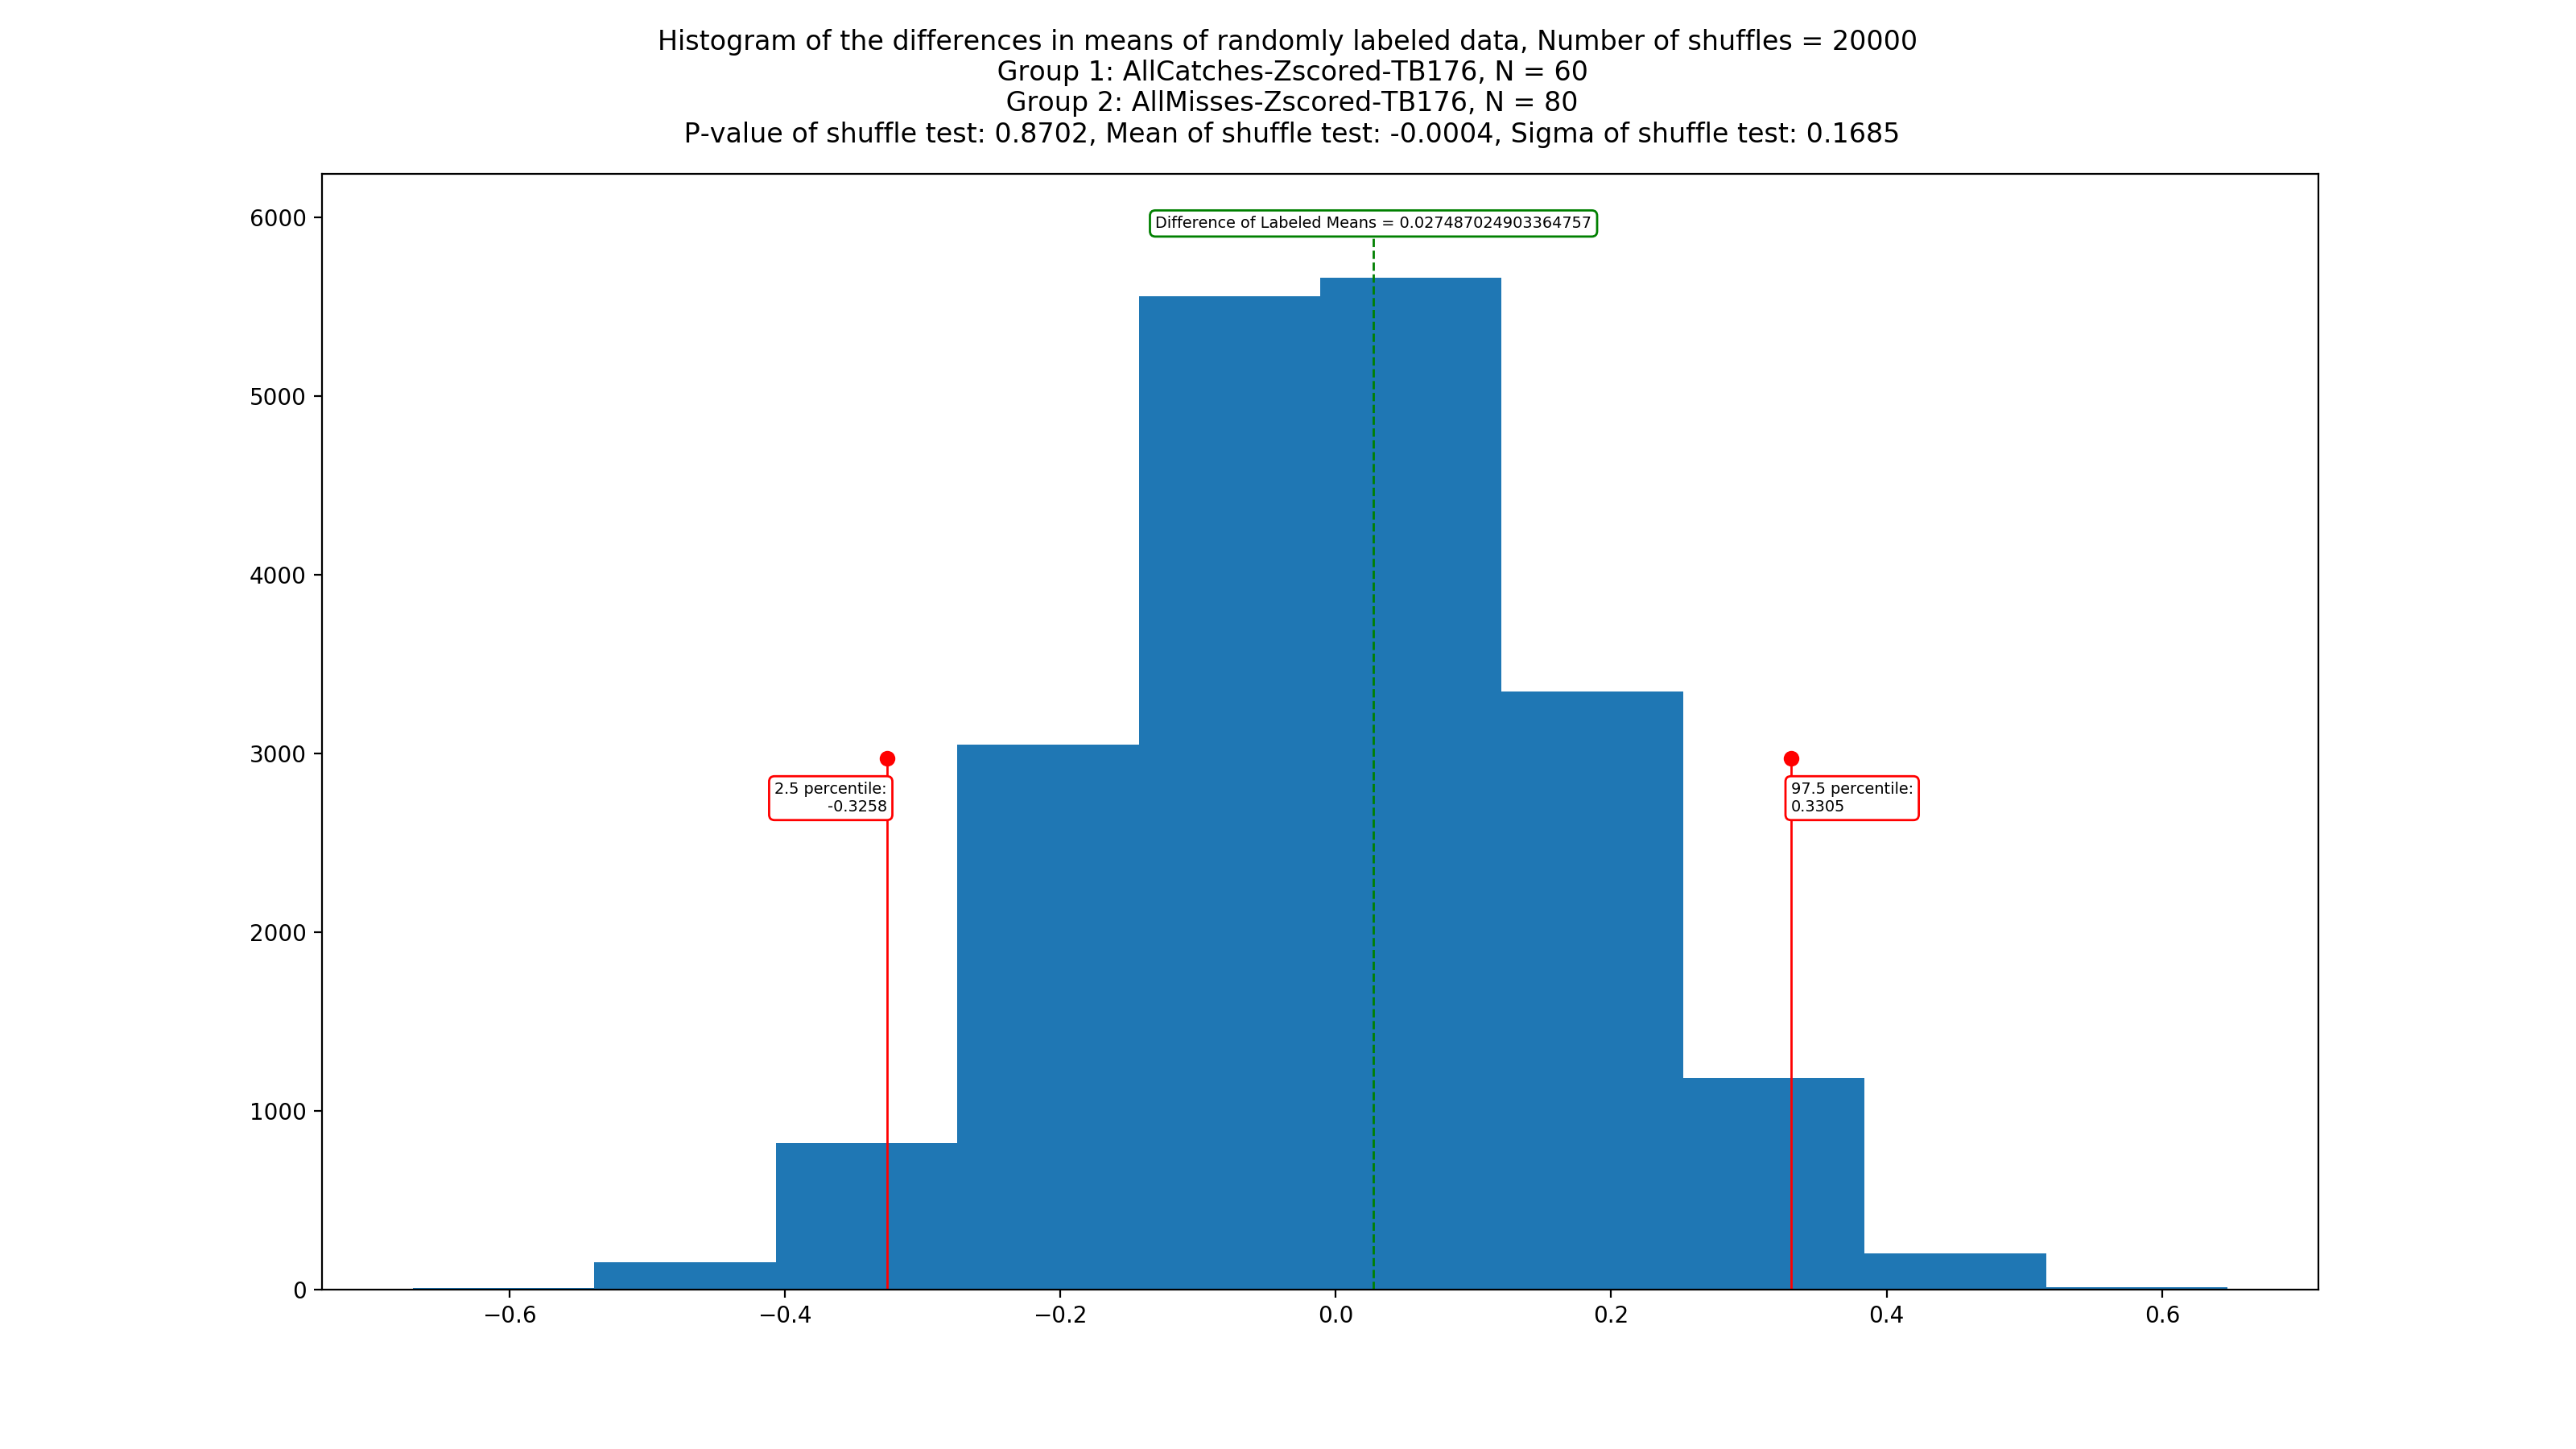 Histogram of the differences in means of randomly labeled data, Number of shuffles = 20000
Group 1: AllCatches-Zscored-TB176, N = 60
Group 2: AllMisses-Zscored-TB176, N = 80
P-value of shuffle test: 0.8702, Mean of shuffle test: -0.0004, Sigma of shuffle test: 0.1685
6000
Difference of Labeled Means = 0.027487024903364757
5000
4000
3000
2.5 percentile:
-0.3258
97.5 percentile:
0.3305
2000
1000
0
−0.6
−0.4
−0.2
0.0
0.2
0.4
0.6